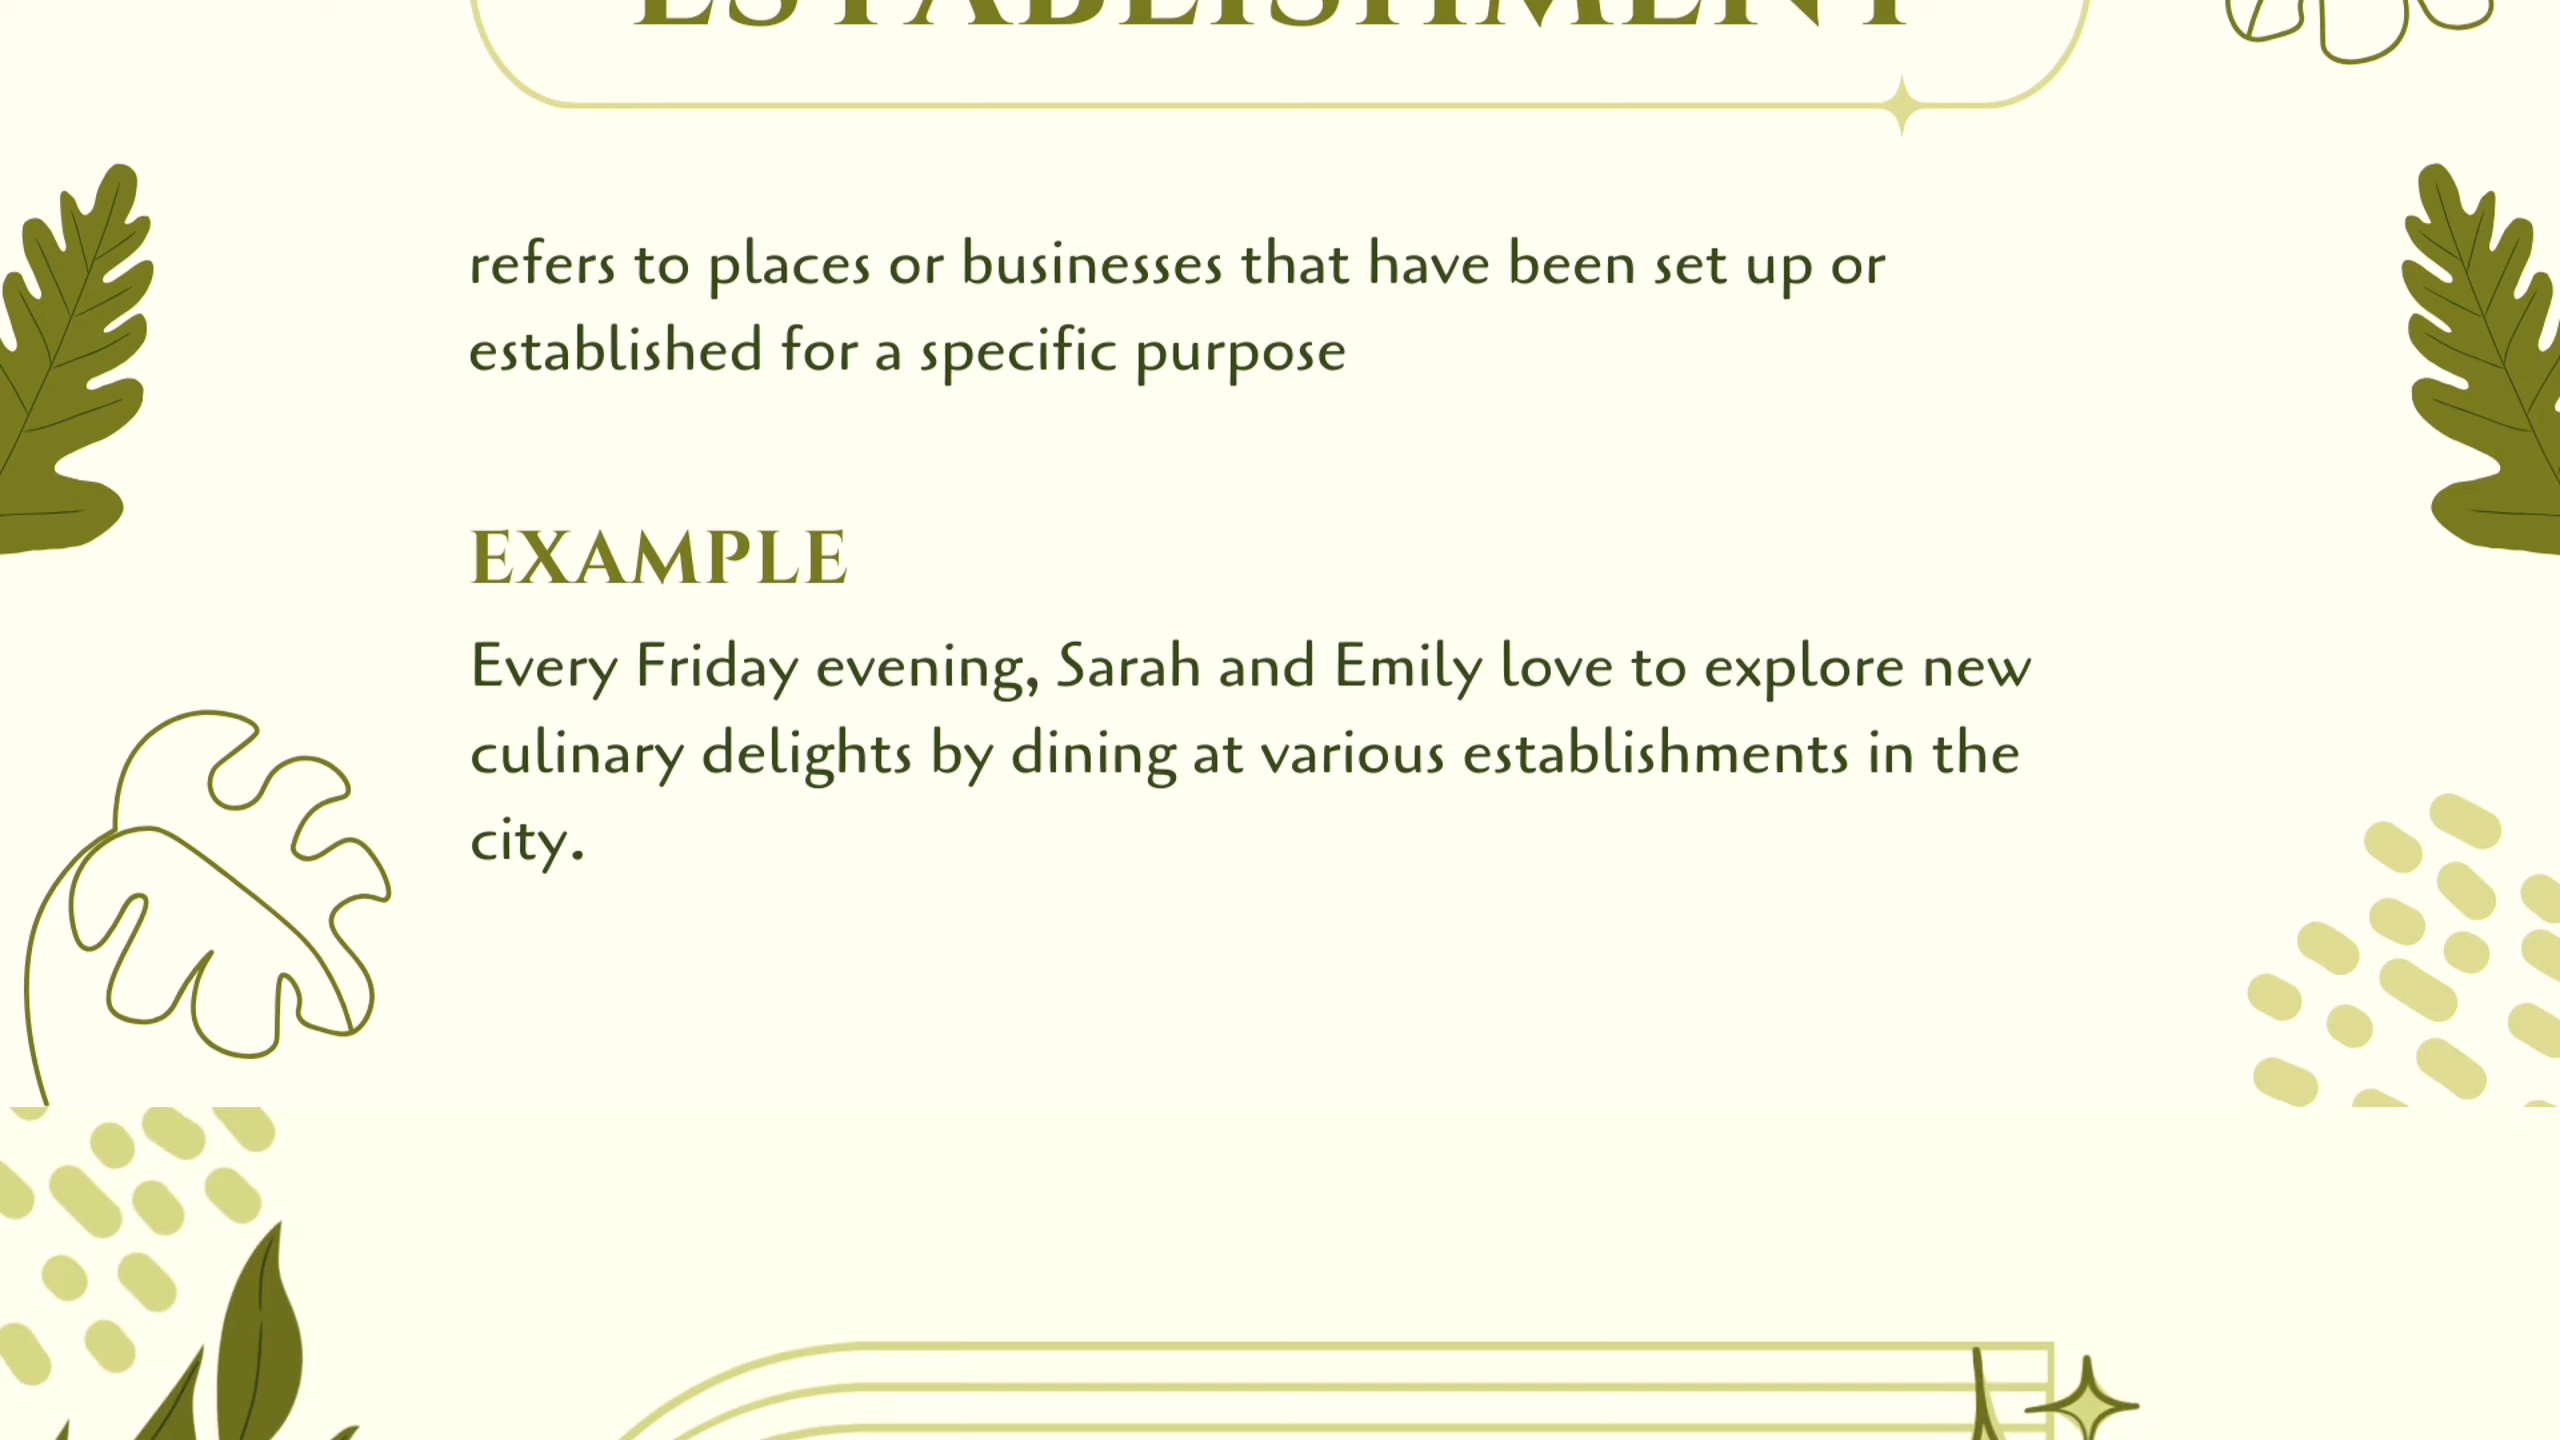 ESTABLISHMENT
refers to places or businesses that have been set up or
established for a specific purpose
EXAMPLE
Every Friday evening, Sarah and Emily love to explore new
culinary delights by dining at various establishments in the
city.